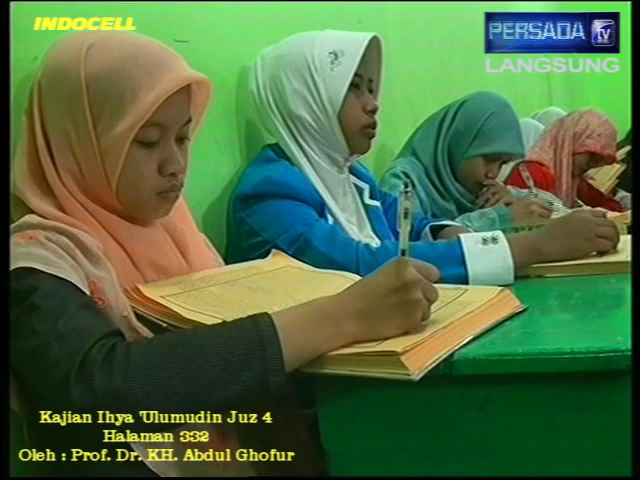 INDOCELL
PERSADA tv
LANGSUNG
Kajian Ihya 'Ulumudin Juz 4
Halaman 332
Oleh : Prof. Dr. KH. Abdul Ghofur